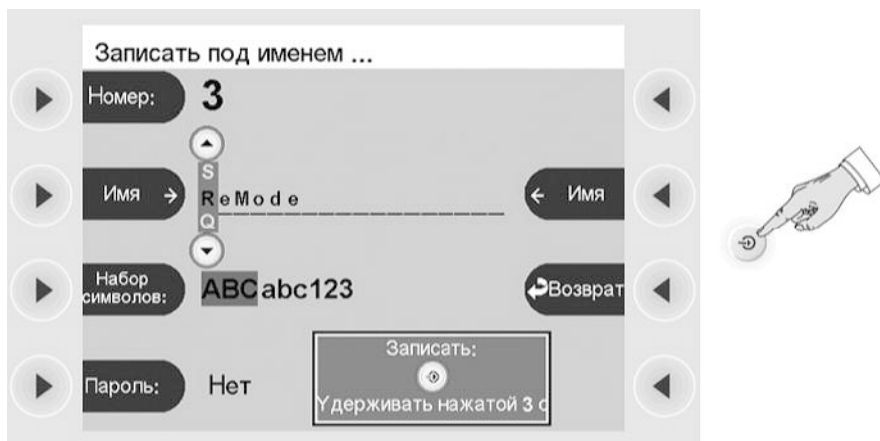 Записать под именем ...
Номер: 3
S
Имя → ReMode ← Имя
Q
Набор символов: ABCabc123 Возврат
Пароль: Нет
Записать:
Удерживать нажатой 3 с